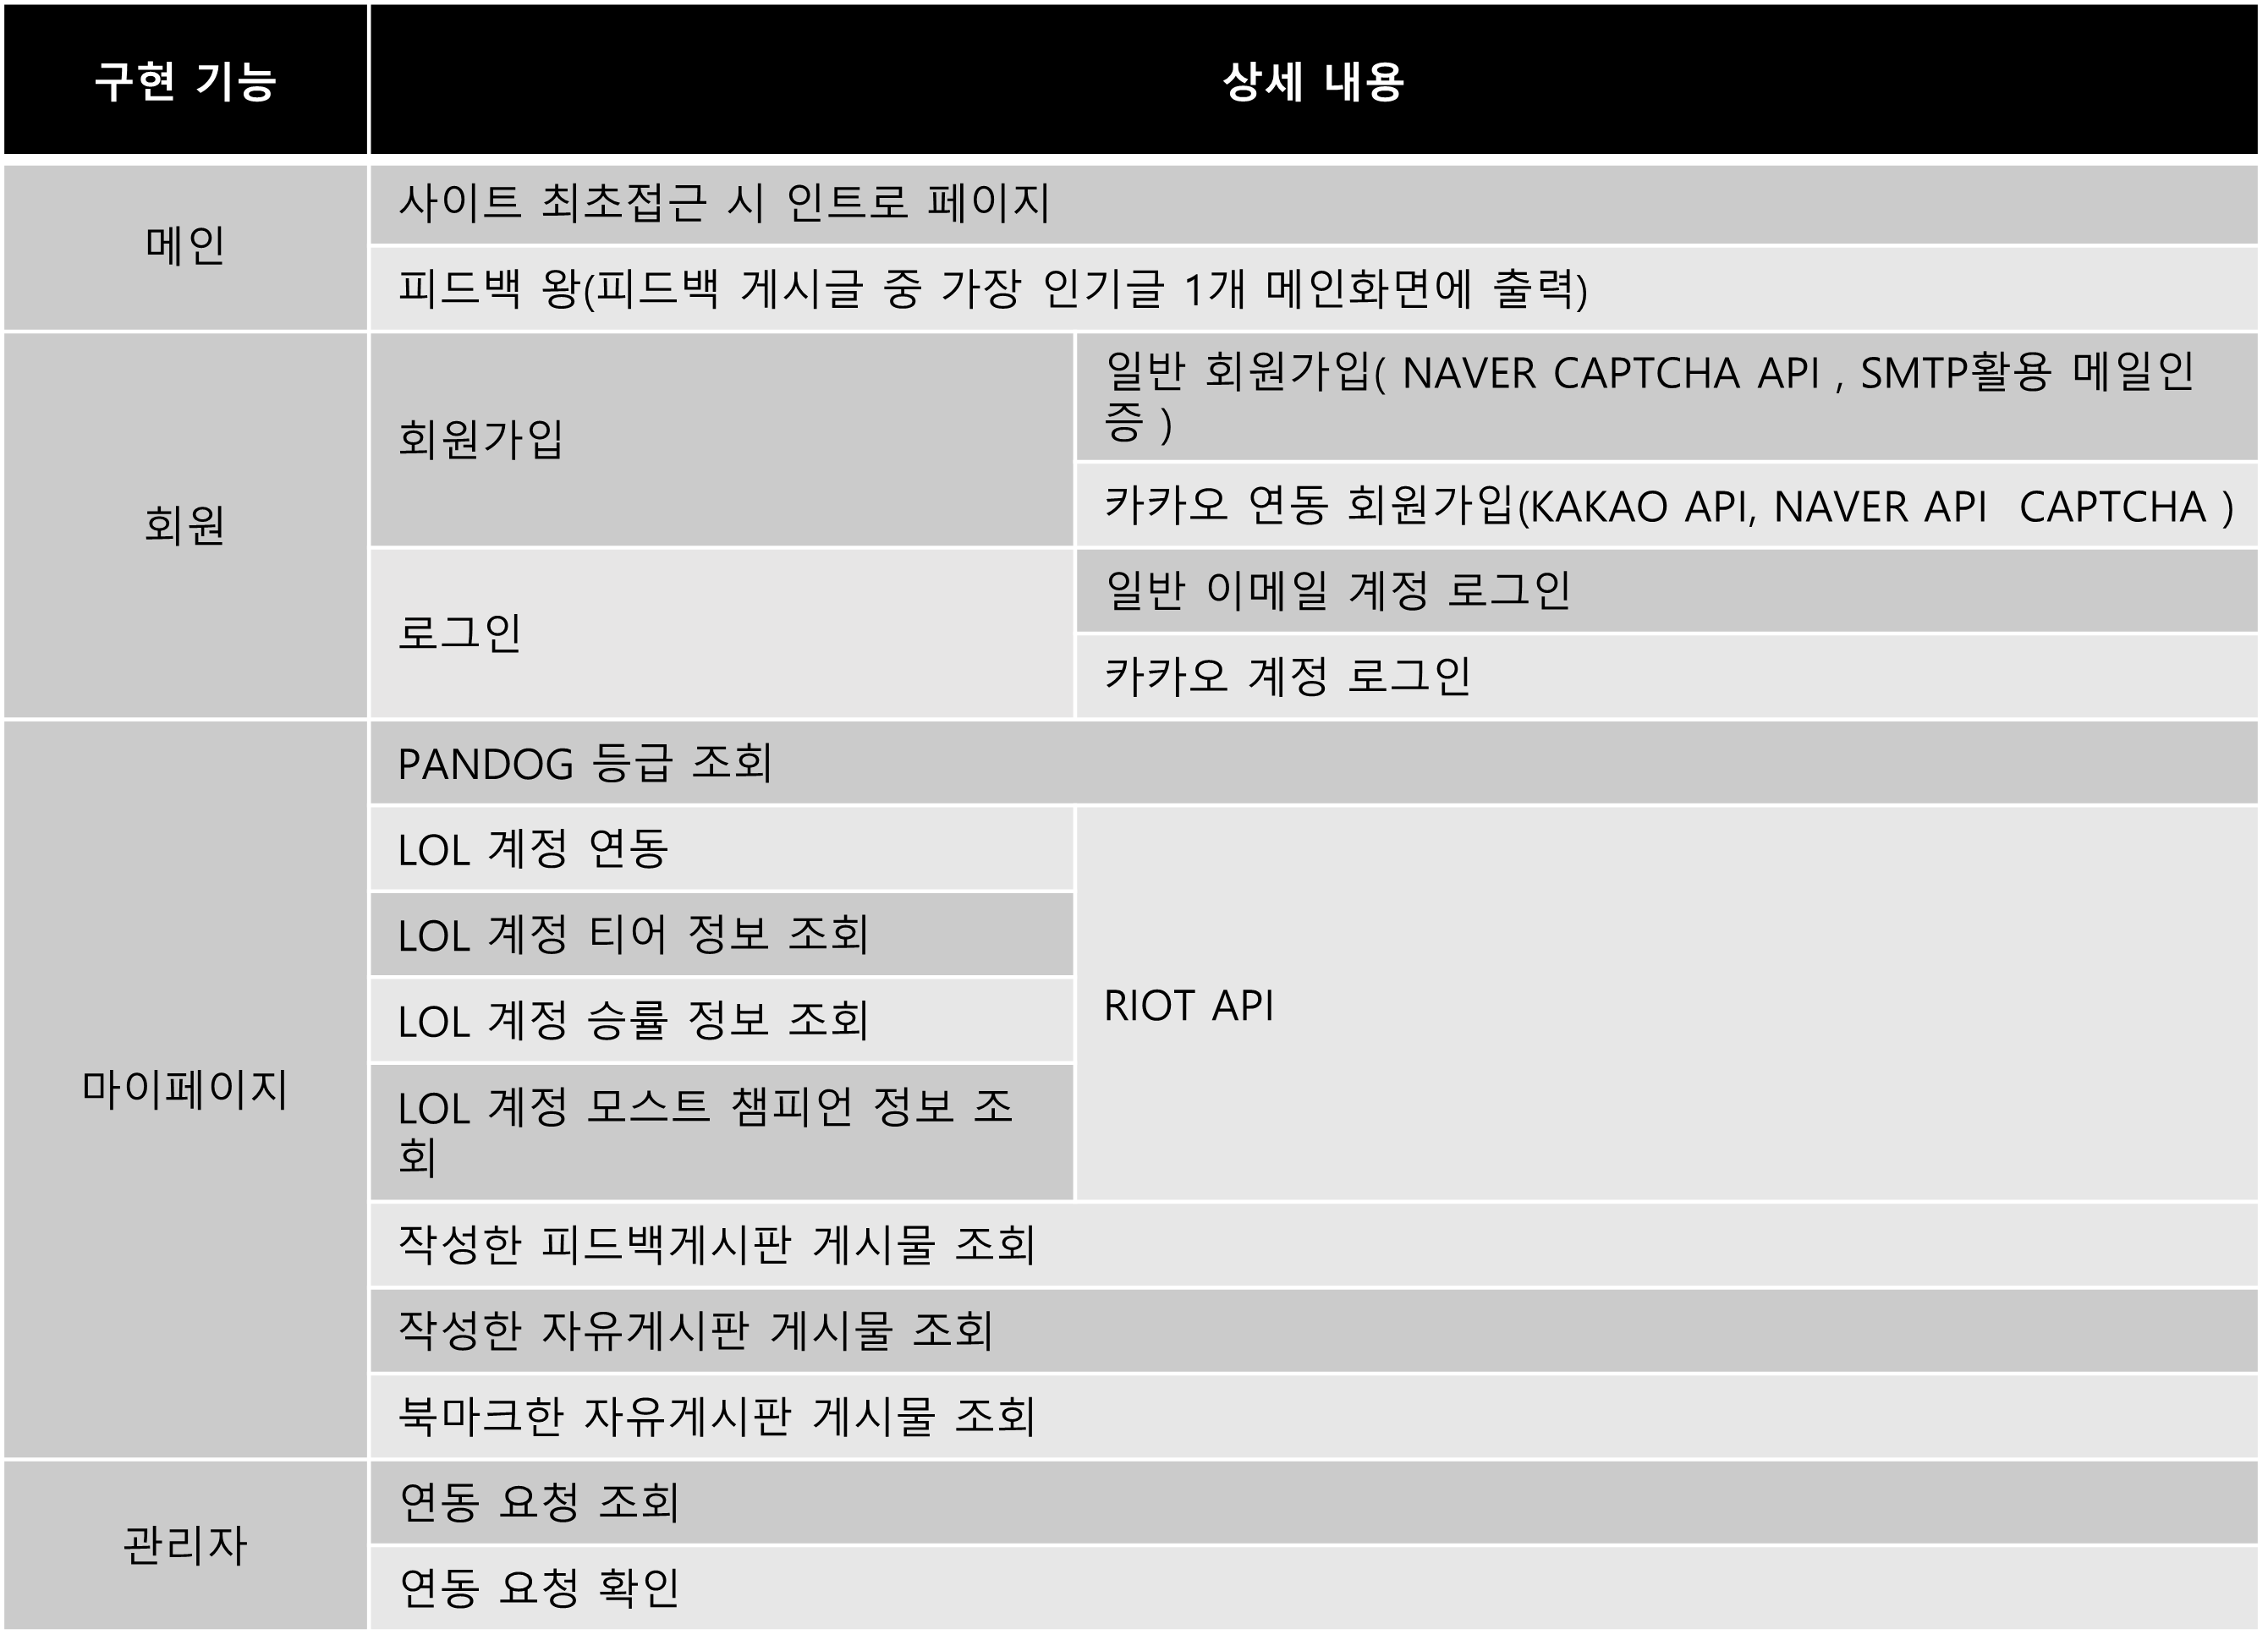 구현 기능
상세 내용
메인
사이트 최초접근 시 인트로 페이지
피드백 왕(피드백 게시글 중 가장 인기글 1개 메인화면에 출력)
회원
회원가입
일반 회원가입( NAVER CAPTCHA API , SMTP활용 메일인
증 )
카카오 연동 회원가입(KAKAO API, NAVER API  CAPTCHA )
로그인
일반 이메일 계정 로그인
카카오 계정 로그인
마이페이지
PANDOG 등급 조회
LOL 계정 연동
LOL 계정 티어 정보 조회
LOL 계정 승률 정보 조회
LOL 계정 모스트 챔피언 정보 조
회
RIOT API
작성한 피드백게시판 게시물 조회
작성한 자유게시판 게시물 조회
북마크한 자유게시판 게시물 조회
관리자
연동 요청 조회
연동 요청 확인